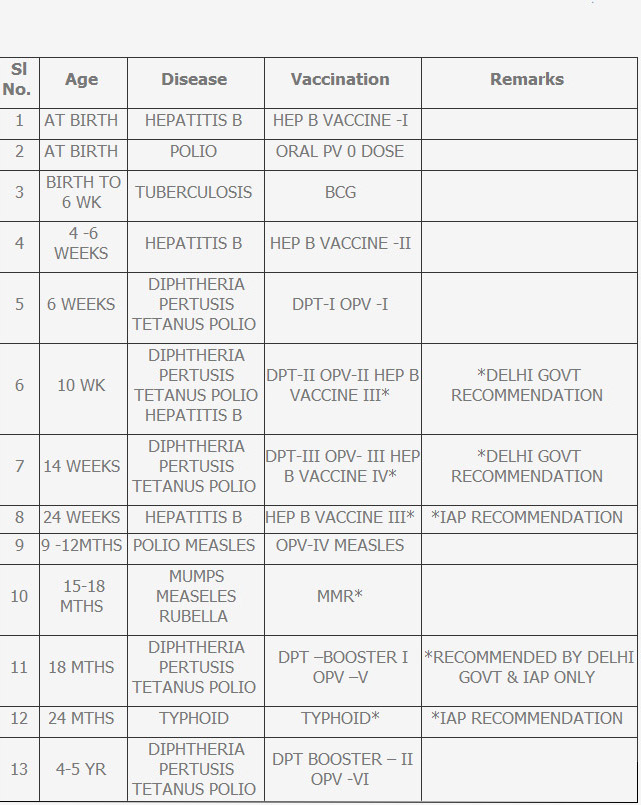 Sl No. Age Disease Vaccination Remarks
1 AT BIRTH HEPATITIS B HEP B VACCINE -I
2 AT BIRTH POLIO ORAL PV 0 DOSE
3 BIRTH TO 6 WK TUBERCULOSIS BCG
4 4 -6 WEEKS HEPATITIS B HEP B VACCINE -II
5 6 WEEKS DIPHTHERIA PERTUSIS TETANUS POLIO DPT-I OPV -I
6 10 WK DIPHTHERIA PERTUSIS TETANUS POLIO HEPATITIS B DPT-II OPV-II HEP B VACCINE III* *DELHI GOVT RECOMMENDATION
7 14 WEEKS DIPHTHERIA PERTUSIS TETANUS POLIO DPT-III OPV- III HEP B VACCINE IV* *DELHI GOVT RECOMMENDATION
8 24 WEEKS HEPATITIS B HEP B VACCINE III* *IAP RECOMMENDATION
9 9 -12MTHS POLIO MEASLES OPV-IV MEASLES
10 15-18 MTHS MUMPS MEASELES RUBELLA MMR*
11 18 MTHS DIPHTHERIA PERTUSIS TETANUS POLIO DPT –BOOSTER I OPV –V *RECOMMENDED BY DELHI GOVT & IAP ONLY
12 24 MTHS TYPHOID TYPHOID* *IAP RECOMMENDATION
13 4-5 YR DIPHTHERIA PERTUSIS TETANUS POLIO DPT BOOSTER – II OPV -VI